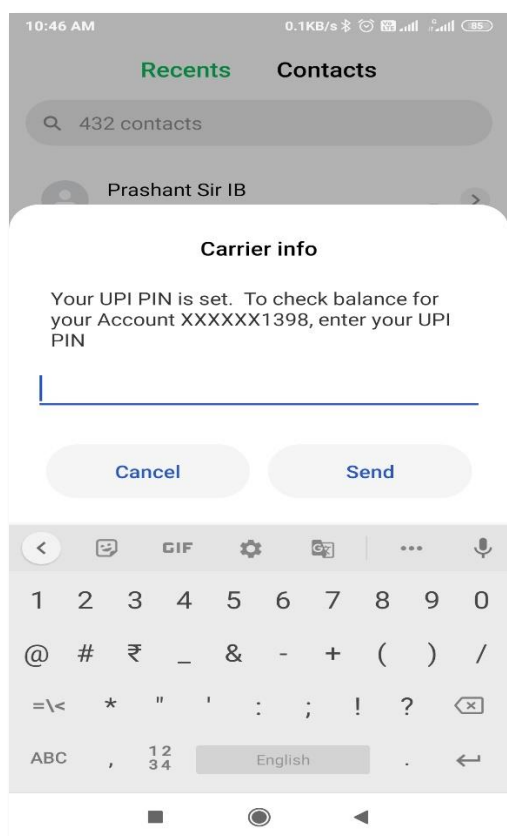 10:46 AM 0.1KB/s 85
Recents Contacts
432 contacts
Prashant Sir IB
Carrier info
Your UPI PIN is set. To check balance for
your Account XXXXXX1398, enter your UPI
PIN
Cancel Send
GIF
1 2 3 4 5 6 7 8 9 0
@ # ₹ _ & - + ( ) /
=\< * " ' : ; ! ?
ABC , 12 34 English .